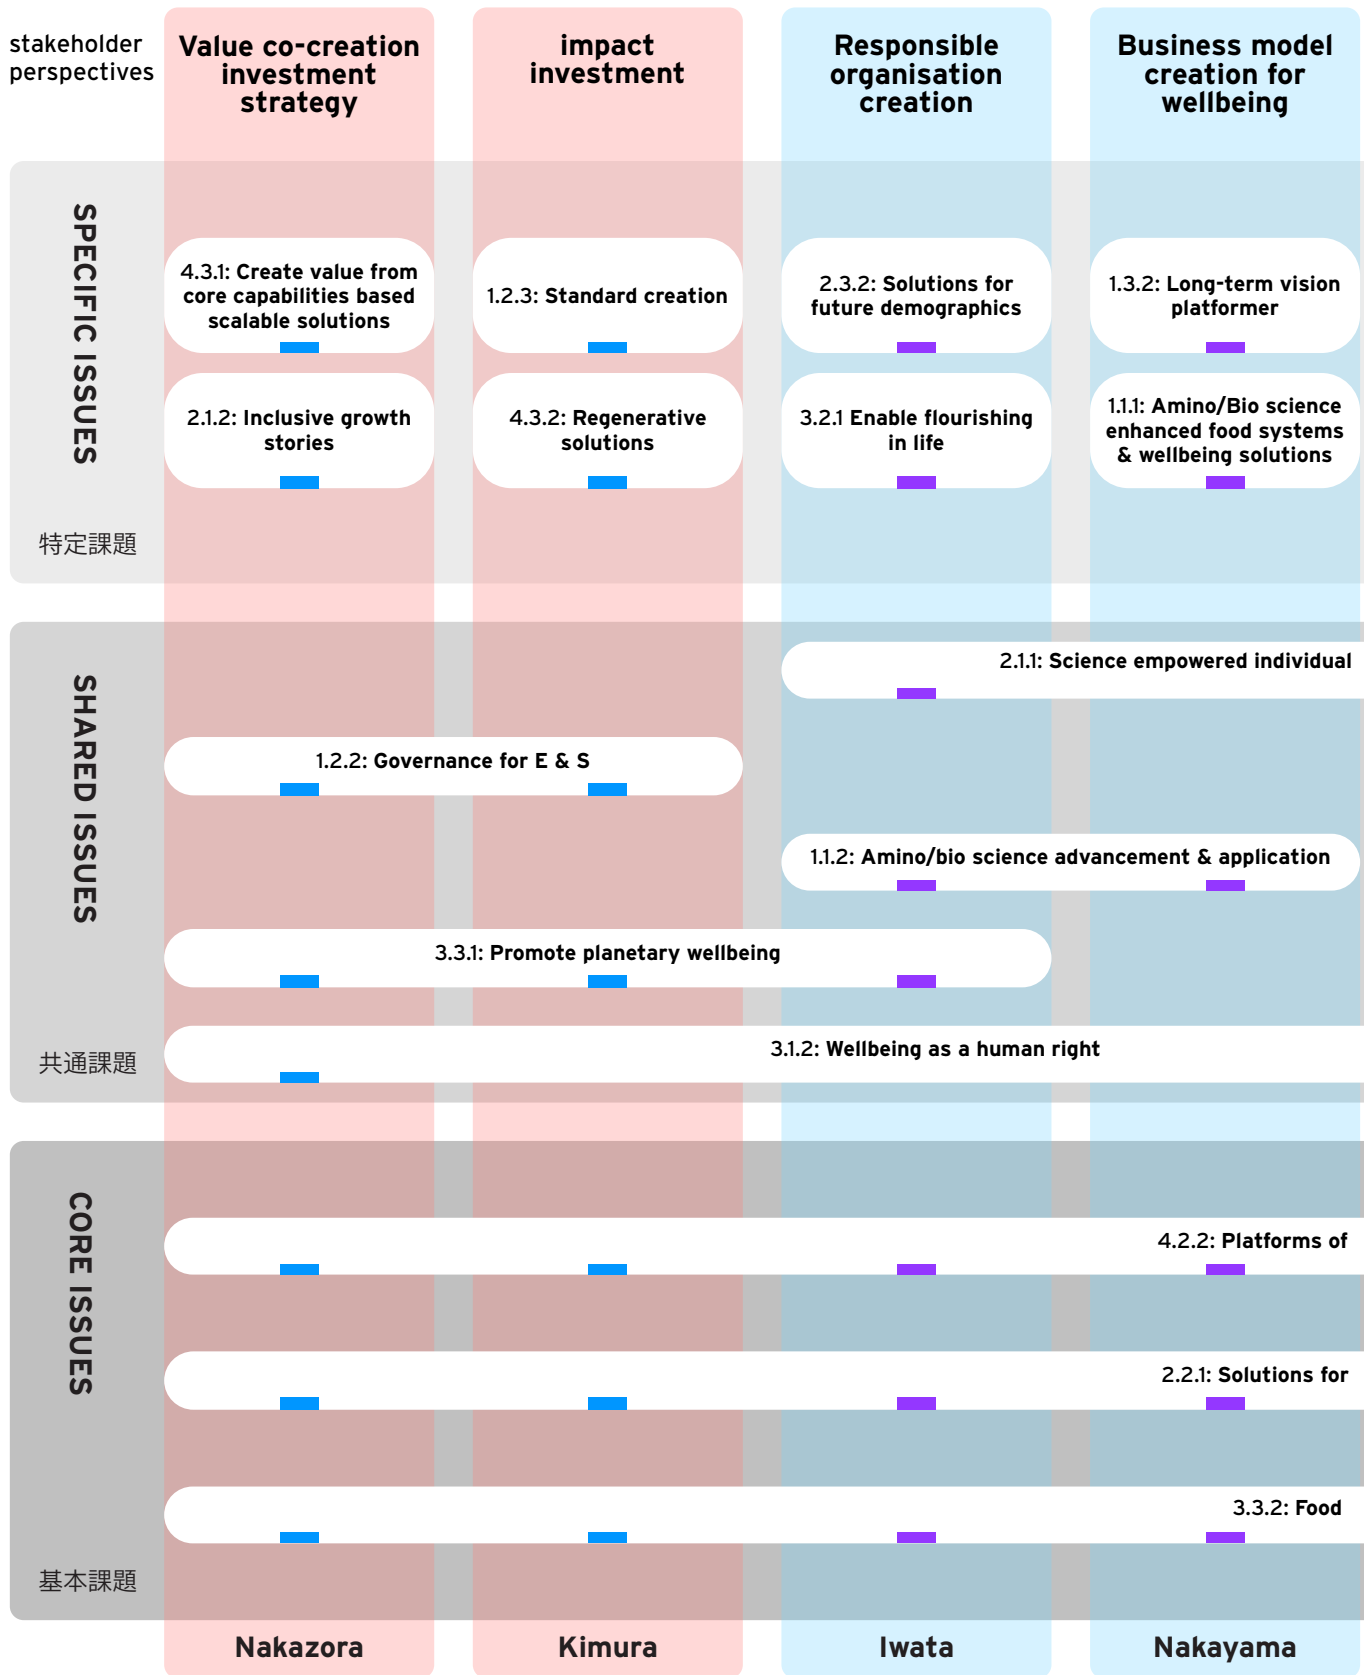 stakeholder
perspectives
Value co-creation
investment
strategy
impact
investment
Responsible
organisation
creation
Business model
creation for
wellbeing
SPECIFIC ISSUES
4.3.1: Create value from
core capabilities based
scalable solutions
1.2.3: Standard creation
2.3.2: Solutions for
future demographics
1.3.2: Long-term vision
platformer
2.1.2: Inclusive growth
stories
4.3.2: Regenerative
solutions
3.2.1 Enable flourishing
in life
1.1.1: Amino/Bio science
enhanced food systems
& wellbeing solutions
特定課題
SHARED ISSUES
2.1.1: Science empowered individual
1.2.2: Governance for E & S
1.1.2: Amino/bio science advancement & application
3.3.1: Promote planetary wellbeing
3.1.2: Wellbeing as a human right
共通課題
CORE ISSUES
4.2.2: Platforms of
2.2.1: Solutions for
3.3.2: Food
基本課題
Nakazora
Kimura
Iwata
Nakayama